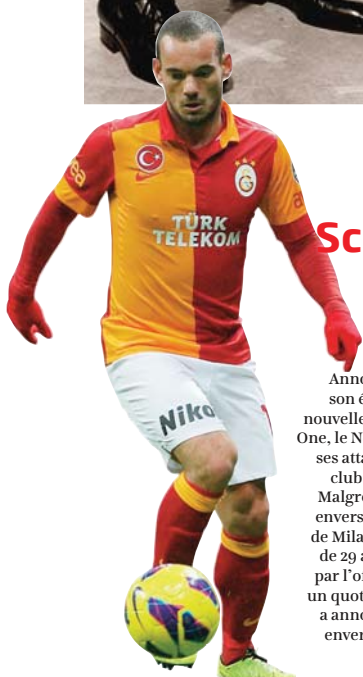 TÜRK
TELEKOM
Sc
Anno
son é
nouvelle
One, le N
ses atta
club
Malgré
envers
de Mila
de 29 a
par l'o
un quot
a anno
enver